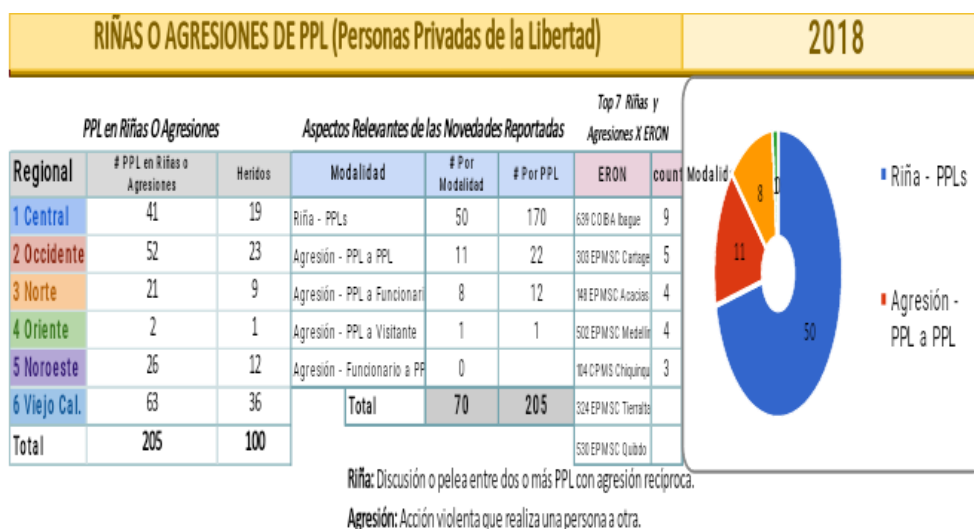 RIÑAS O AGRESIONES DE PPL (Personas Privadas de la Libertad) 2018
PPL en Riñas O Agresiones
Regional # PPL en Riñas o Agresiones Heridos
1 Central 41 19
2 Occidente 52 23
3 Norte 21 9
4 Oriente 2 1
5 Noroeste 26 12
6 Viejo Cal. 63 36
Total 205 100
Aspectos Relevantes de las Novedades Reportadas
Modalidad # Por Modalidad # Por PPL
Riña - PPLs 50 170
Agresión - PPL a PPL 11 22
Agresión - PPL a Funcionari 8 12
Agresión - PPL a Visitante 1 1
Agresión - Funcionario a PP 0
Total 70 205
Top 7 Riñas y
Agresiones X ERON
ERON count
639 COIBA Ibague 9
303 EPMSC Cartage 5
148 EPMSC Acacias 4
502 EPMSC Medellín 4
104 CPMS Chiquinqu 3
324 EPMSC Tierralta
530 EPMSC Quibdo
Modalid
50
11
8
1
Riña - PPLs
Agresión -
PPL a PPL
Riña: Discusión o pelea entre dos o más PPL con agresión recíproca.
Agresión: Acción violenta que realiza una persona a otra.